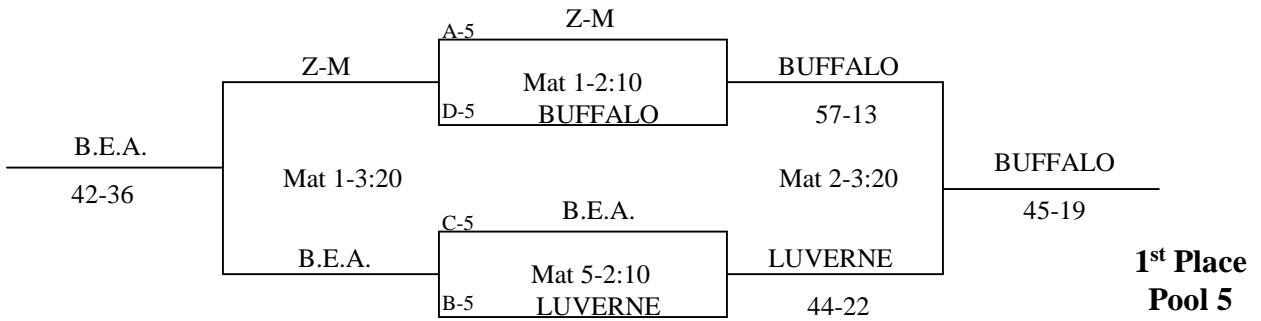 Z-M
A-5
Z-M
BUFFALO
Mat 1-2:10
D-5
BUFFALO
57-13
B.E.A.
BUFFALO
42-36
Mat 1-3:20
Mat 2-3:20
45-19
C-5
B.E.A.
B.E.A.
LUVERNE
Mat 5-2:10
B-5
LUVERNE
44-22
1st Place
Pool 5